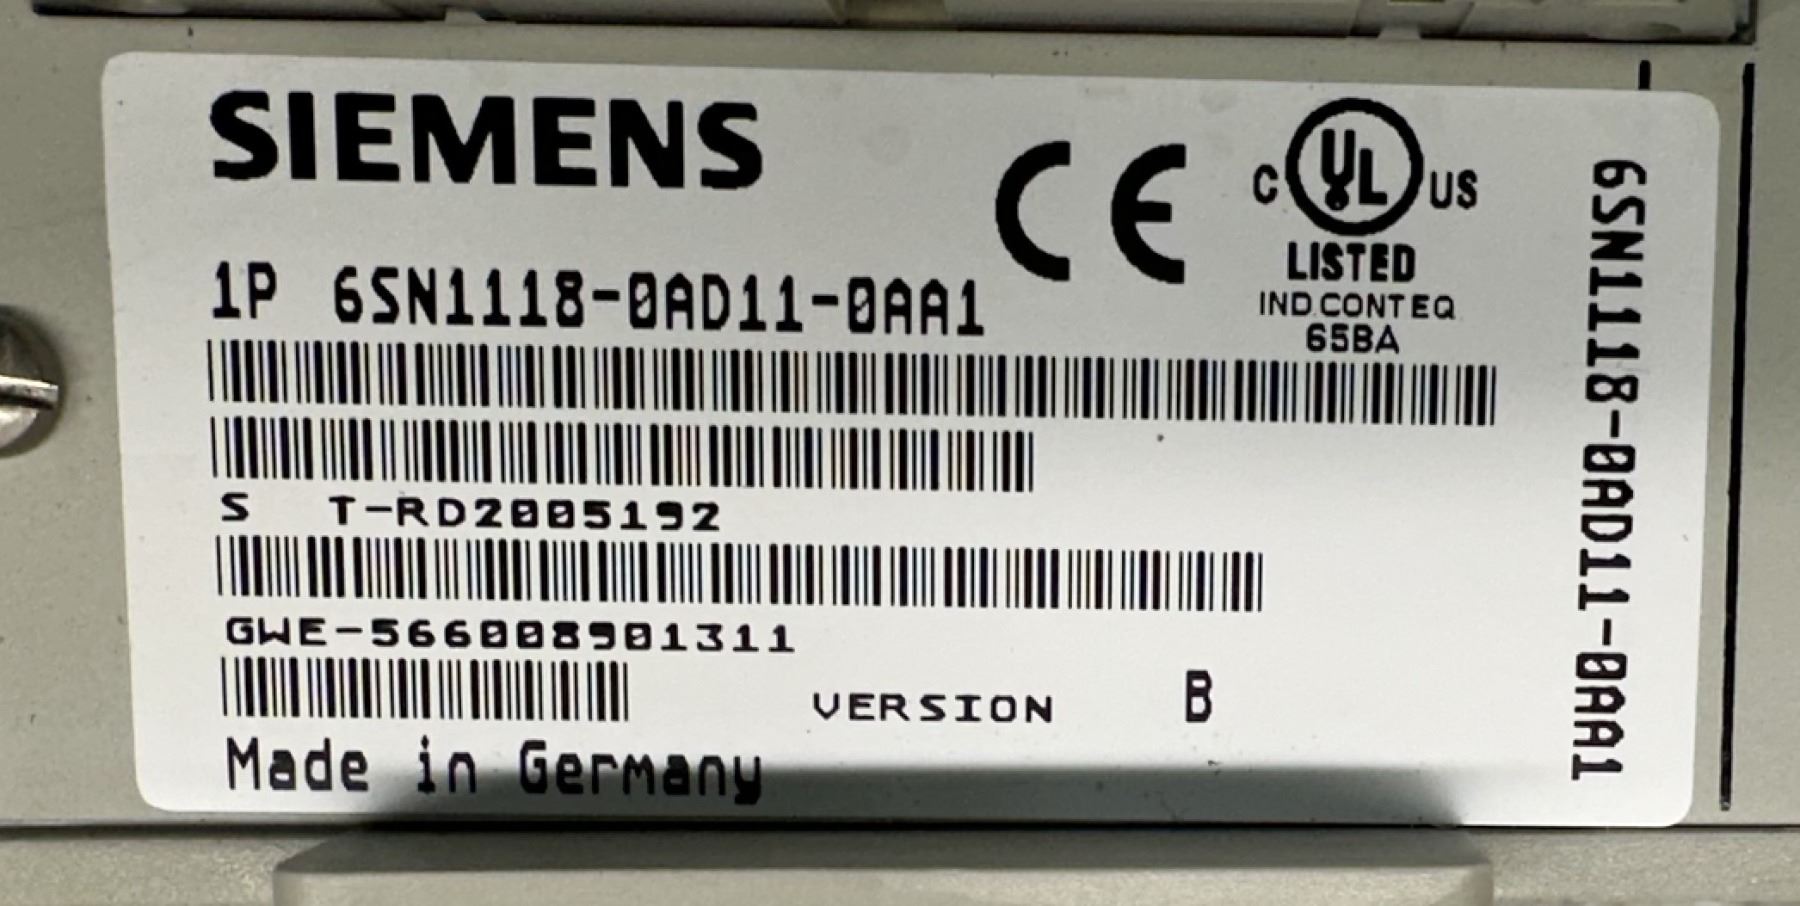 SIEMENS
CE
C UL US
LISTED
IND.CONT EQ
65BA
1P 6SN1118-0AD11-0AA1
S T-RD2005192
GWE-566008901311
VERSION B
Made in Germany
6SN1118-0AD11-0AA1